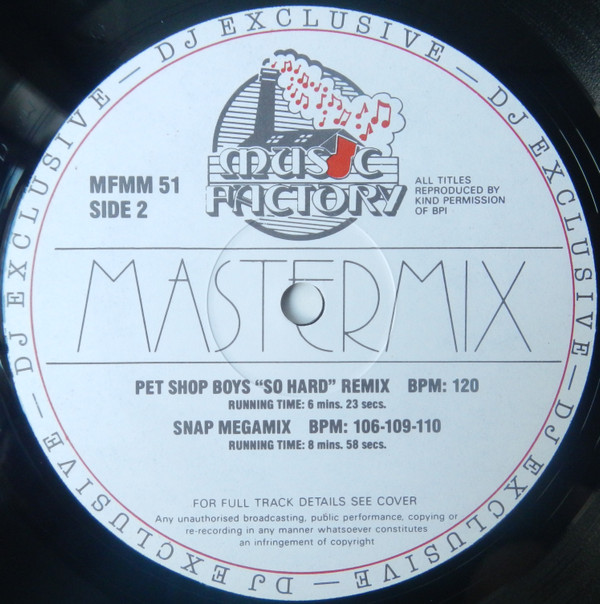 DJ EXCLUSIVE — DJ EXCLUSIVE — DJ EXCLUSIVE — DJ EXCLUSIVE — DJ EXCLUSIVE —
MUSIC
FACTORY
MFMM 51
SIDE 2
ALL TITLES
REPRODUCED BY
KIND PERMISSION
OF BPI
MASTERMIX
PET SHOP BOYS “SO HARD” REMIX BPM: 120
RUNNING TIME: 6 mins. 23 secs.
SNAP MEGAMIX BPM: 106-109-110
RUNNING TIME: 8 mins. 58 secs.
FOR FULL TRACK DETAILS SEE COVER
Any unauthorised broadcasting, public performance, copying or
re-recording in any manner whatsoever constitutes
an infringement of copyright